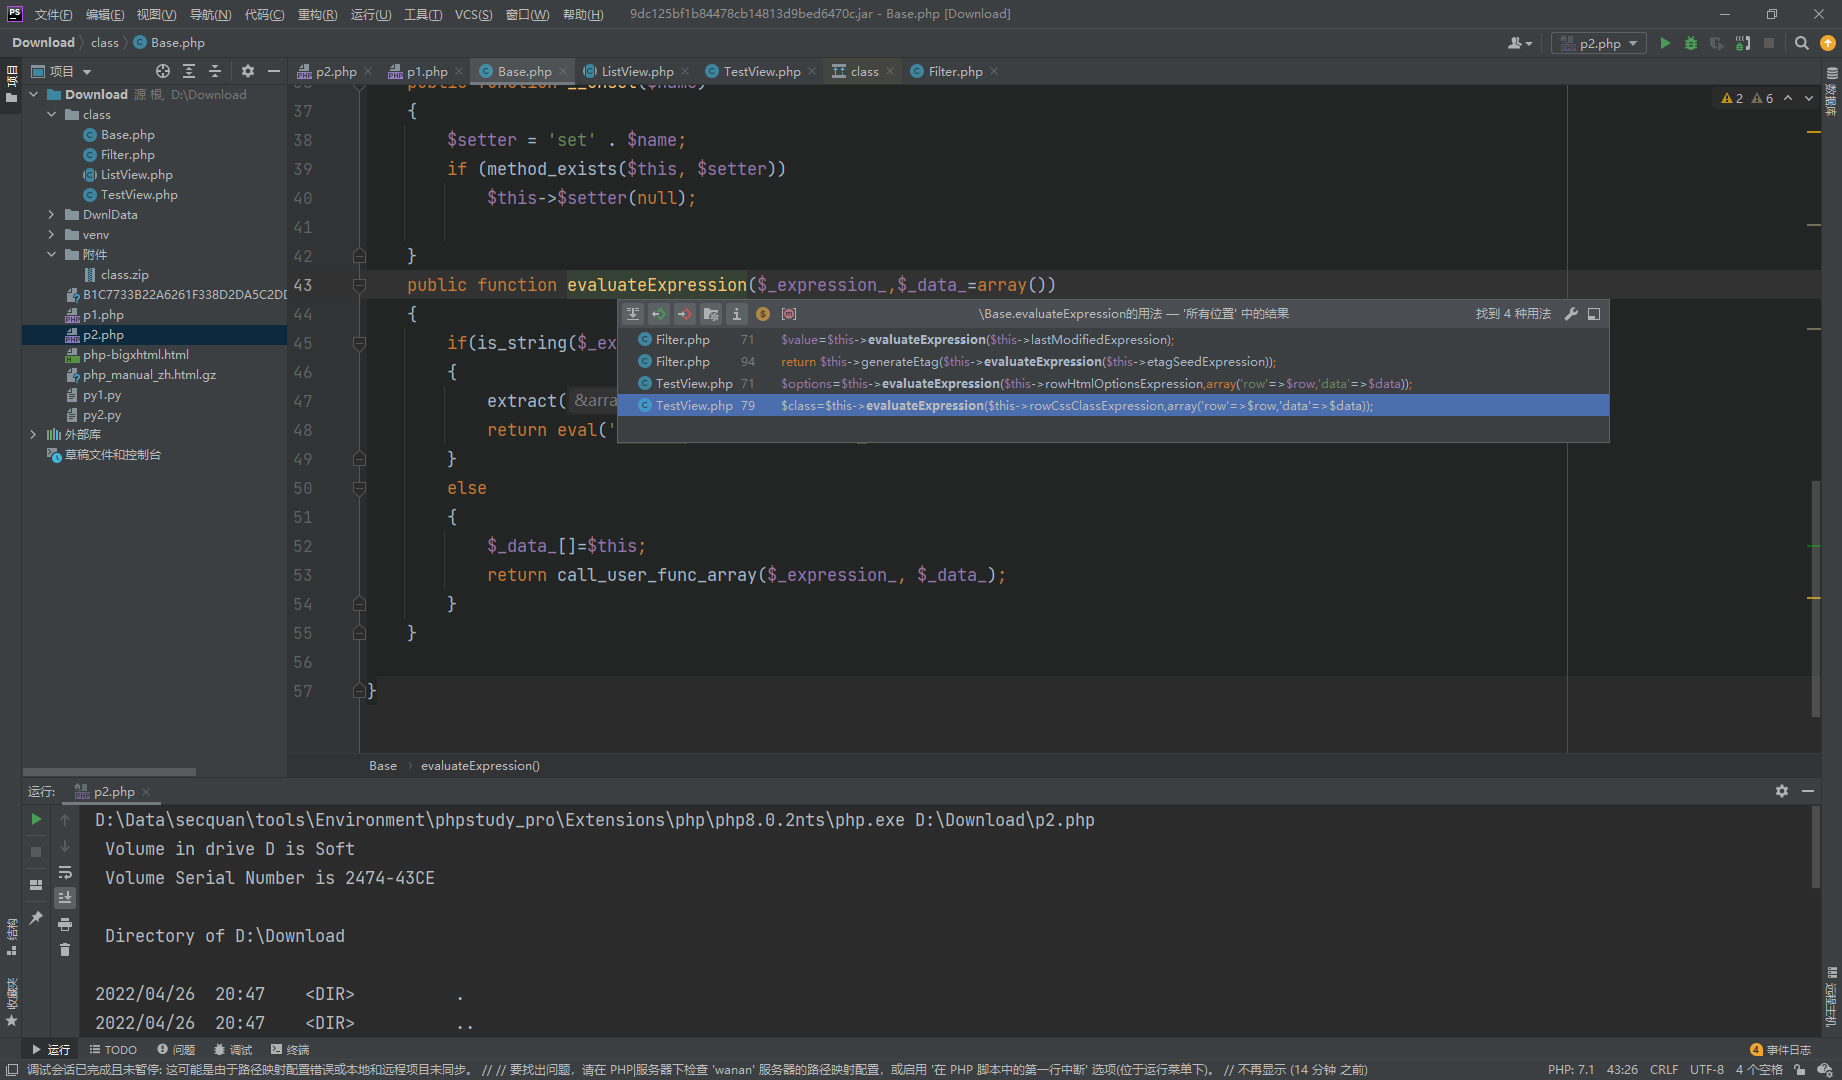 PS 文件(F) 编辑(E) 视图(V) 导航(N) 代码(C) 重构(R) 运行(U) 工具(T) VCS(S) 窗口(W) 帮助(H) 9dc125bf1b84478cb14813d9bed6470c.jar - Base.php [Download]
Download class Base.php
p2.php
项目
p2.php p1.php Base.php ListView.php TestView.php class Filter.php
Download 源 根, D:\Download
class
Base.php
Filter.php
ListView.php
TestView.php
DwnlData
venv
附件
class.zip
B1C7733B22A6261F338D2DA5C2DE
p1.php
p2.php
php-bigxhtml.html
php_manual_zh.html.gz
py1.py
py2.py
外部库
草稿文件和控制台
项目
结构
收藏夹
数据库
远程主机
2 6
37 {
38 $setter = 'set' . $name;
39 if (method_exists($this, $setter))
40 $this->$setter(null);
41
42 }
43 public function evaluateExpression($_expression_,$_data_=array())
44 {
45 if(is_string($_ex
46 {
47 extract( &arra
48 return eval('
49 }
50 else
51 {
52 $_data_[]=$this;
53 return call_user_func_array($_expression_, $_data_);
54 }
55 }
56
57 }
\Base.evaluateExpression的用法 — '所有位置' 中的结果 找到 4 种用法
Filter.php 71 $value=$this->evaluateExpression($this->lastModifiedExpression);
Filter.php 94 return $this->generateEtag($this->evaluateExpression($this->etagSeedExpression));
TestView.php 71 $options=$this->evaluateExpression($this->rowHtmlOptionsExpression,array('row'=>$row,'data'=>$data));
TestView.php 79 $class=$this->evaluateExpression($this->rowCssClassExpression,array('row'=>$row,'data'=>$data));
Base evaluateExpression()
运行: p2.php
D:\Data\secquan\tools\Environment\phpstudy_pro\Extensions\php\php8.0.2nts\php.exe D:\Download\p2.php
Volume in drive D is Soft
Volume Serial Number is 2474-43CE
Directory of D:\Download
2022/04/26 20:47 <DIR> .
2022/04/26 20:47 <DIR> ..
运行 TODO 问题 调试 终端 4 事件日志
调试会话已完成且未暂停: 这可能是由于路径映射配置错误或本地和远程项目未同步。 // // 要找出问题，请在 PHP|服务器下检查 'wanan' 服务器的路径映射配置，或启用 '在 PHP 脚本中的第一行中断' 选项(位于运行菜单下)。 // 不再显示 (14 分钟 之前) PHP: 7.1 43:26 CRLF UTF-8 4 个空格